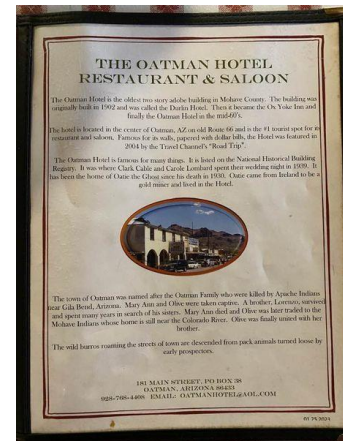 THE OATMAN HOTEL
RESTAURANT & SALOON
The Oatman Hotel is the oldest two story adobe building in Mohave County. The building was
originally built in 1902 and was called the Durlin Hotel. Then it became the Ox Yoke Inn and
finally the Oatman Hotel in the mid-60's.
The hotel is located in the center of Oatman, AZ on old Route 66 and is the #1 tourist spot for its
restaurant and saloon. Famous for its walls, papered with dollar bills, the Hotel was featured in
2004 by the Travel Channel's "Road Trip".
The Oatman Hotel is famous for many things. It is listed on the National Historical Building
Registry. It was where Clark Gable and Carole Lombard spent their wedding night in 1939. It
has been the home of Oatie the Ghost since his death in 1930. Oatie came from Ireland to be a
gold miner and lived in the Hotel.
The town of Oatman was named after the Oatman Family who were killed by Apache Indians
near Gila Bend, Arizona. Mary Ann and Olive were taken captive. A brother, Lorenzo, survived
and spent many years in search of his sisters. Mary Ann died and Olive was later traded to the
Mohave Indians whose home is still near the Colorado River. Olive was finally united with her
brother.
The wild burros roaming the streets of town are descended from pack animals turned loose by
early prospectors.
181 MAIN STREET, PO BOX 38
OATMAN, ARIZONA 86433
928-768-4408 EMAIL: OATMANHOTEL@AOL.COM